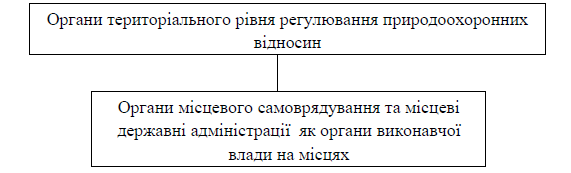 Органи територіального рівня регулювання природоохоронних
відносин
Органи місцевого самоврядування та місцеві
державні адміністрації як органи виконавчої
влади на місцях